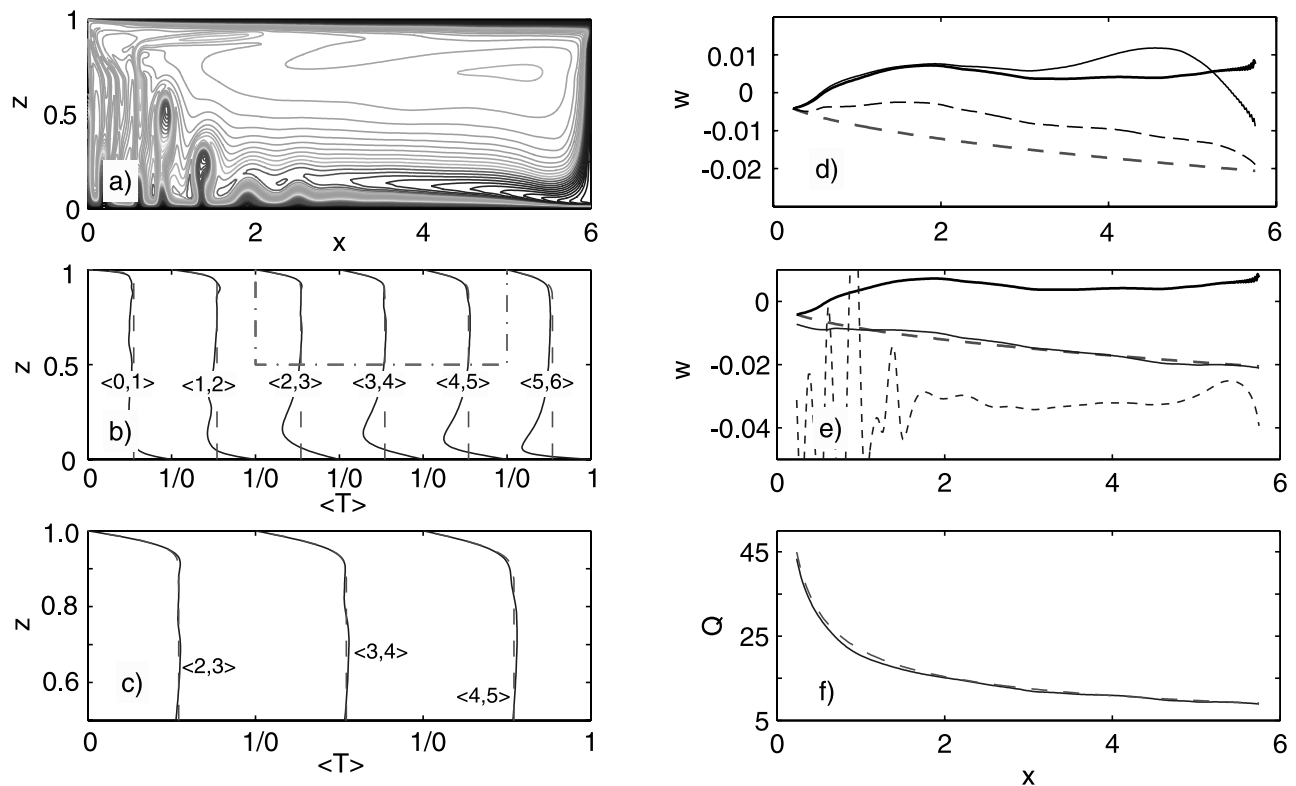 1
z
0.5
a)
0
0 2 4 6
x
1
z
0.5
<0,1> <1,2> <2,3> <3,4> <4,5> <5,6>
b)
0
0 1/0 1/0 1/0 1/0 1/0 1
<T>
1.0
z
0.8
0.6
<2,3> <3,4> <4,5>
c)
0 1/0 1/0 1
<T>
0.01
w
0
-0.01
-0.02
d)
0 2 4 6
0
w
-0.02
-0.04
e)
0 2 4 6
45
Q
25
5
f)
0 2 4 6
x